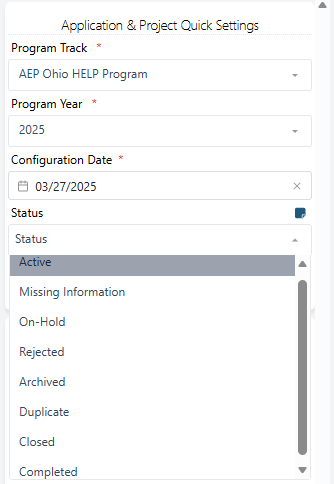 Application & Project Quick Settings
Program Track *
AEP Ohio HELP Program
Program Year *
2025
Configuration Date *
03/27/2025
Status
Status
Active
Missing Information
On-Hold
Rejected
Archived
Duplicate
Closed
Completed